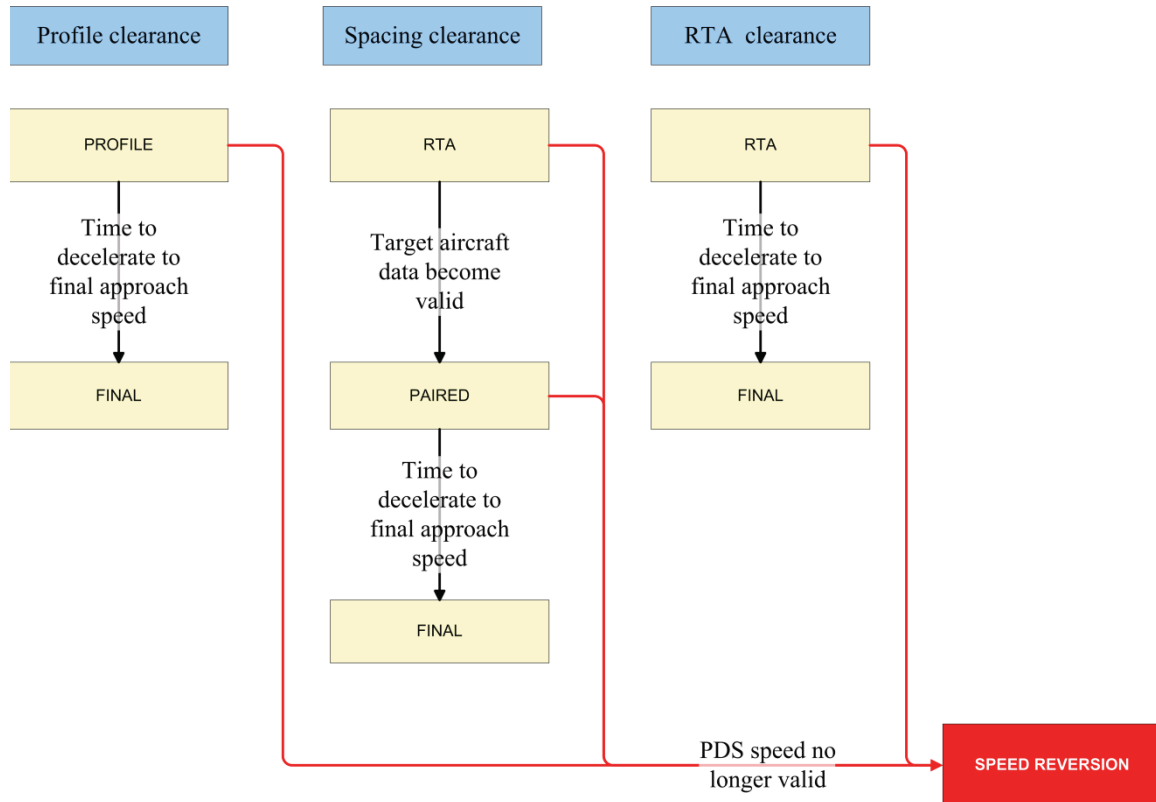 Profile clearance
Spacing clearance
RTA clearance
PROFILE
RTA
RTA
Time to
decelerate to
final approach
speed
Target aircraft
data become
valid
Time to
decelerate to
final approach
speed
FINAL
PAIRED
FINAL
Time to
decelerate to
final approach
speed
FINAL
PDS speed no
longer valid
SPEED REVERSION